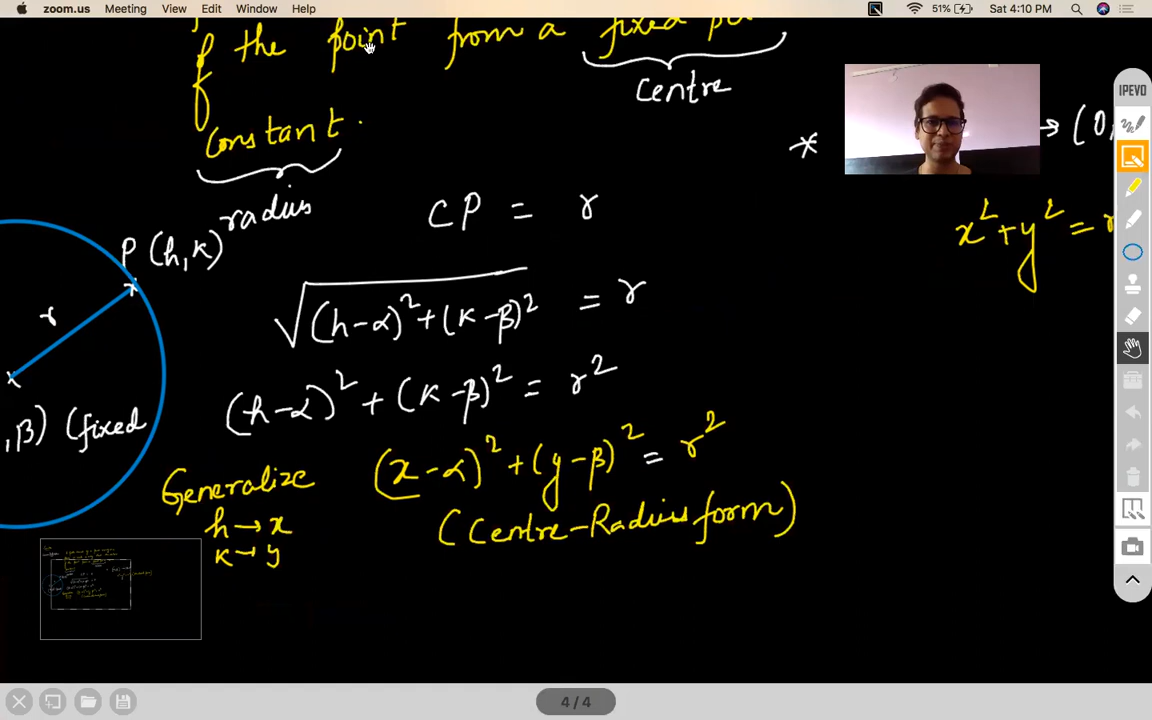 zoom.us Meeting View Edit Window Help
51% Sat 4:10 PM
of the point from a fixed
centre
constant.
radius
IPEVO
* → (0,
x²+y²=r
P (h,k)
CP = r
r
√(h-α)²+(k-β)² = r
(h-α)²+(k-β)²=r²
,β) (fixed
(x-α)²+(y-β)²=r²
Generalize
h→x
k→y
(Centre-Radius form)
4/4